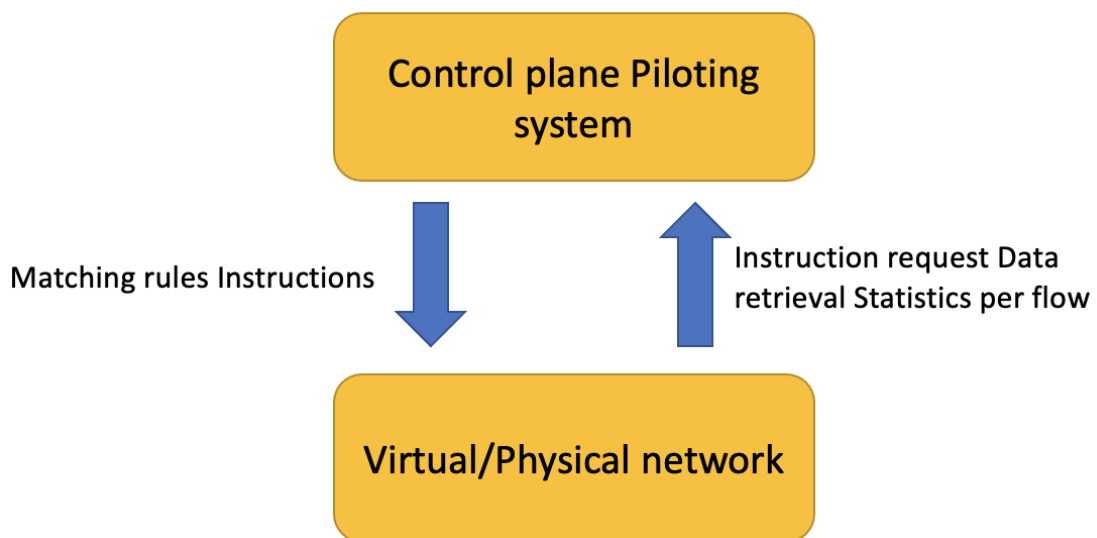 Control plane Piloting
system
Matching rules Instructions
Instruction request Data
retrieval Statistics per flow
Virtual/Physical network